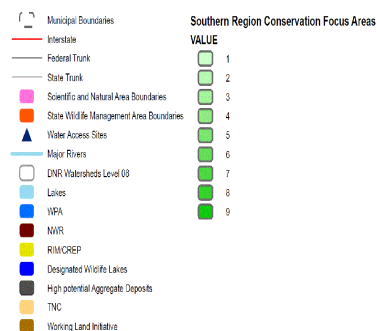 Municipal Boundaries
Interstate
Federal Trunk
State Trunk
Scientific and Natural Area Boundaries
State Wildlife Management Area Boundaries
Water Access Sites
Major Rivers
DNR Watersheds Level 08
Lakes
WPA
NWR
RIM/CREP
Designated Wildlife Lakes
High potential Aggregate Deposits
TNC
Working Land Initiative
Southern Region Conservation Focus Areas
VALUE
1
2
3
4
5
6
7
8
9